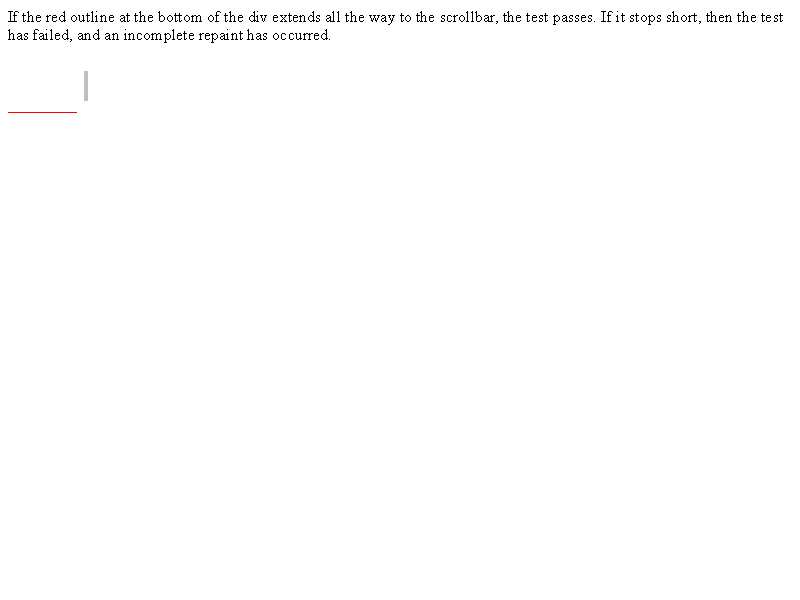 If the red outline at the bottom of the div extends all the way to the scrollbar, the test passes. If it stops short, then the test
has failed, and an incomplete repaint has occurred.